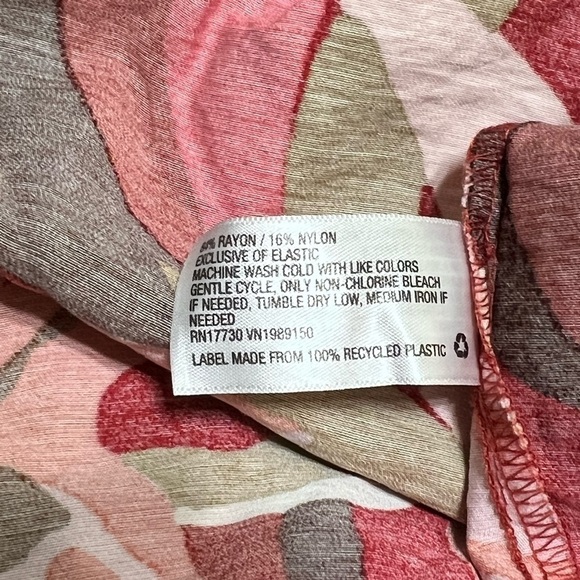 84% RAYON / 16% NYLON
EXCLUSIVE OF ELASTIC
MACHINE WASH COLD WITH LIKE COLORS
GENTLE CYCLE, ONLY NON-CHLORINE BLEACH
IF NEEDED, TUMBLE DRY LOW, MEDIUM IRON IF
NEEDED
RN17730 VN1989150
LABEL MADE FROM 100% RECYCLED PLASTIC